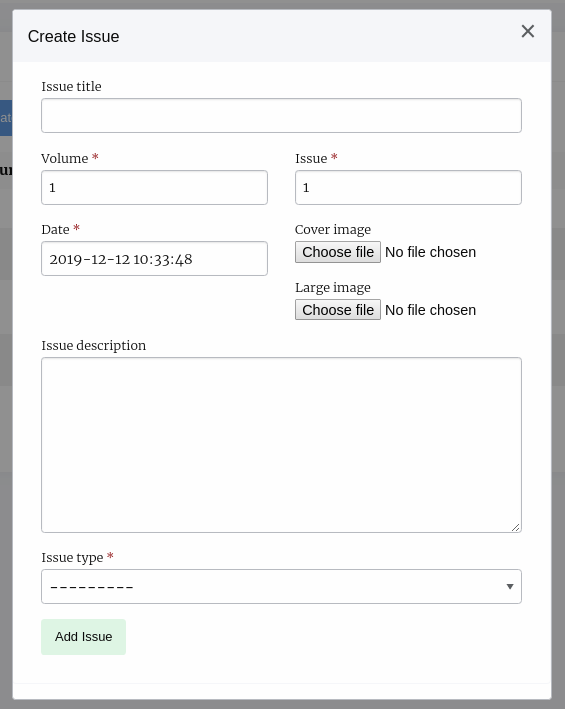 Create Issue ×
Issue title
Volume * Issue *
1 1
Date * Cover image
2019-12-12 10:33:48 Choose file No file chosen
Large image
Choose file No file chosen
Issue description
Issue type *
---------
Add Issue